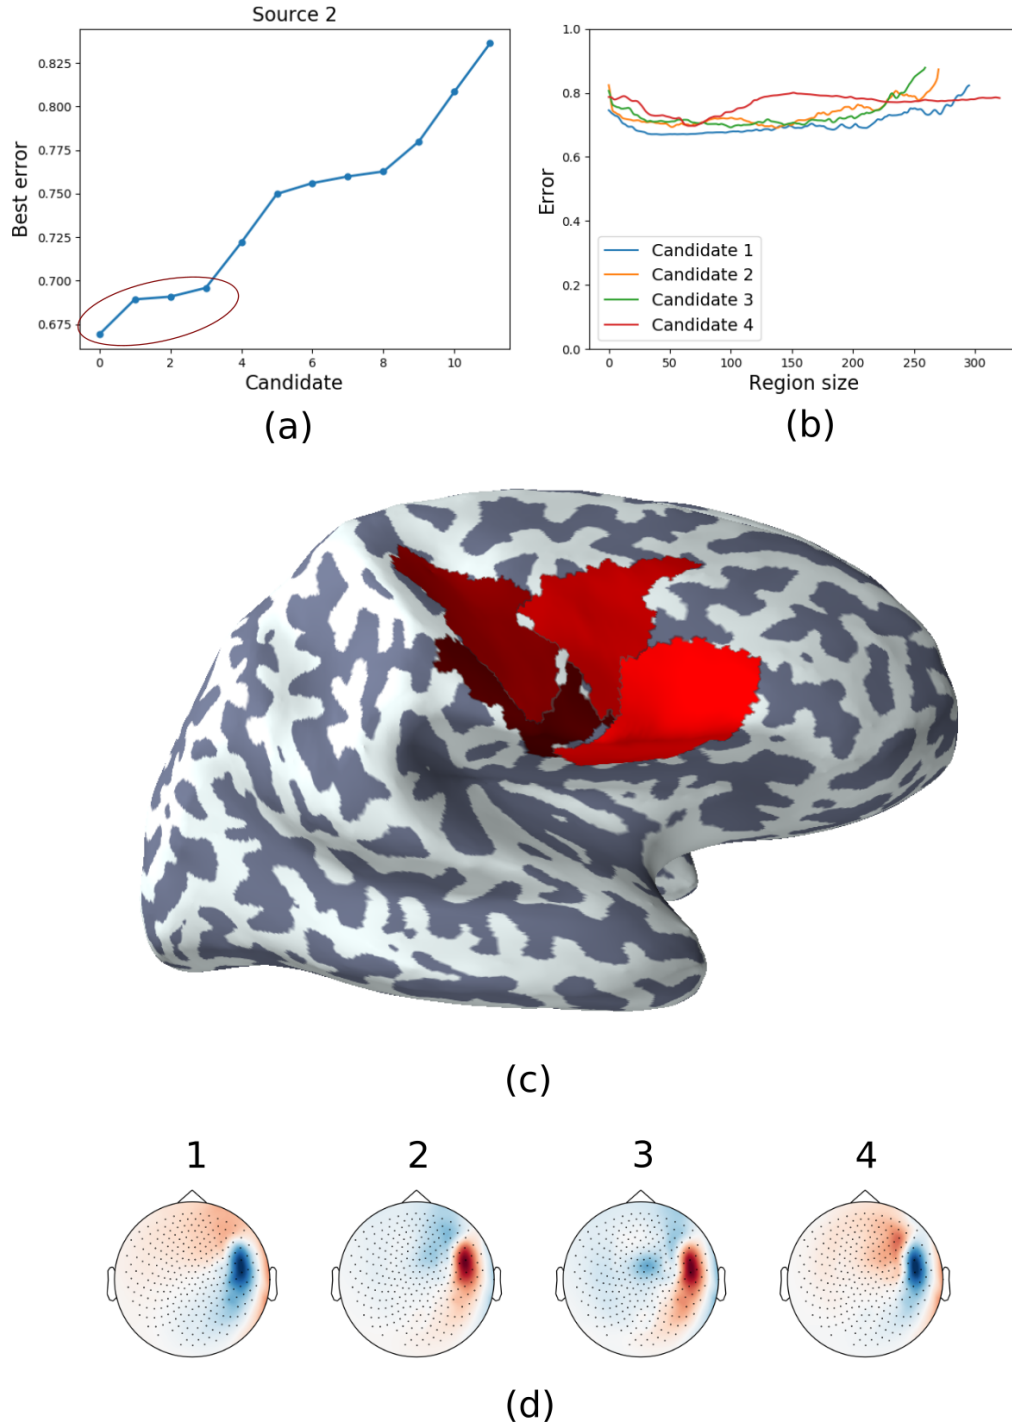 Source 2
Best error
0.825
0.800
0.775
0.750
0.725
0.700
0.675
0 2 4 6 8 10
Candidate
(a)
Error
1.0
0.8
0.6
0.4
0.2
0.0
Candidate 1
Candidate 2
Candidate 3
Candidate 4
0 50 100 150 200 250 300
Region size
(b)
(c)
1 2 3 4
(d)